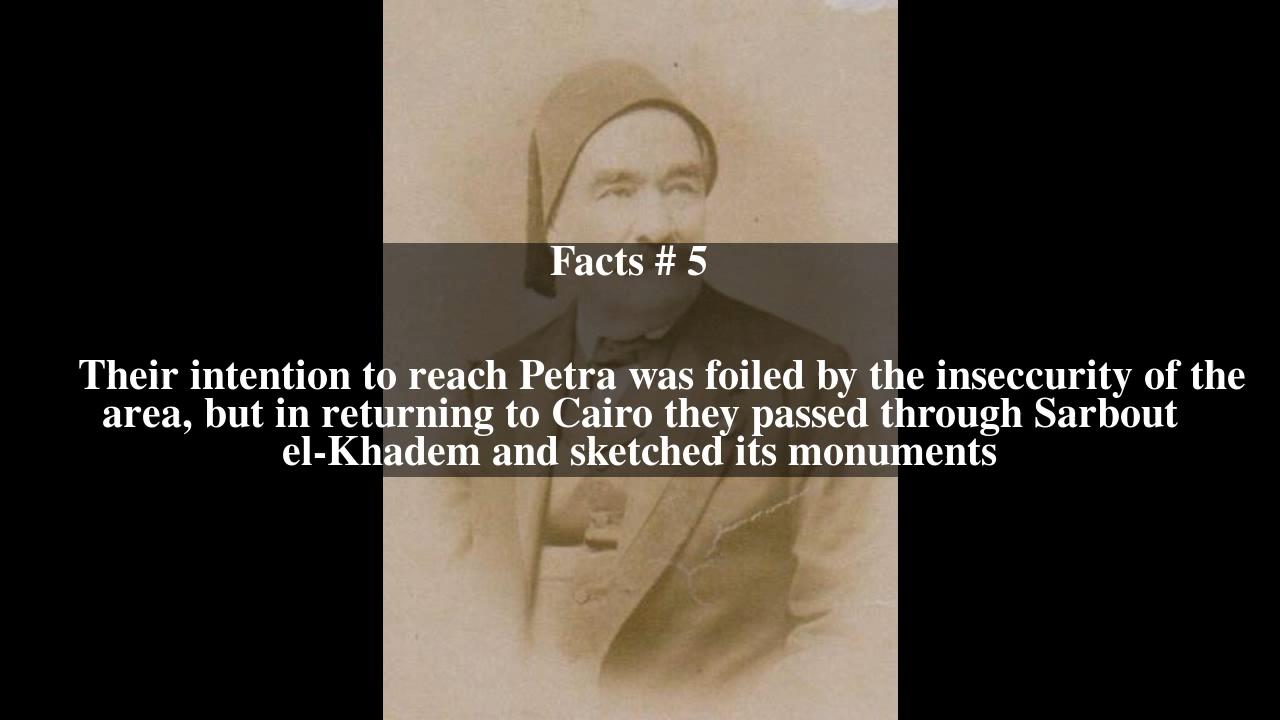 Facts # 5
Their intention to reach Petra was foiled by the inseccurity of the
area, but in returning to Cairo they passed through Sarbout
el-Khadem and sketched its monuments